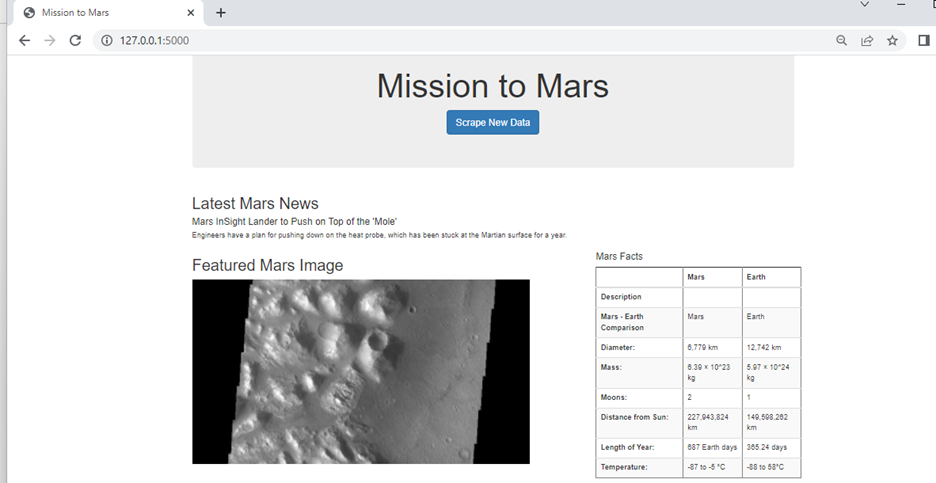 Mission to Mars
127.0.0.1:5000
Mission to Mars
Scrape New Data
Latest Mars News
Mars InSight Lander to Push on Top of the 'Mole'
Engineers have a plan for pushing down on the heat probe, which has been stuck at the Martian surface for a year.
Featured Mars Image
Mars Facts
Mars Earth
Description
Mars - Earth Comparison Mars Earth
Diameter: 6,779 km 12,742 km
Mass: 6.39 × 10^23 kg 5.97 × 10^24 kg
Moons: 2 1
Distance from Sun: 227,943,824 km 149,598,262 km
Length of Year: 687 Earth days 365.24 days
Temperature: -87 to -5 °C -88 to 58°C